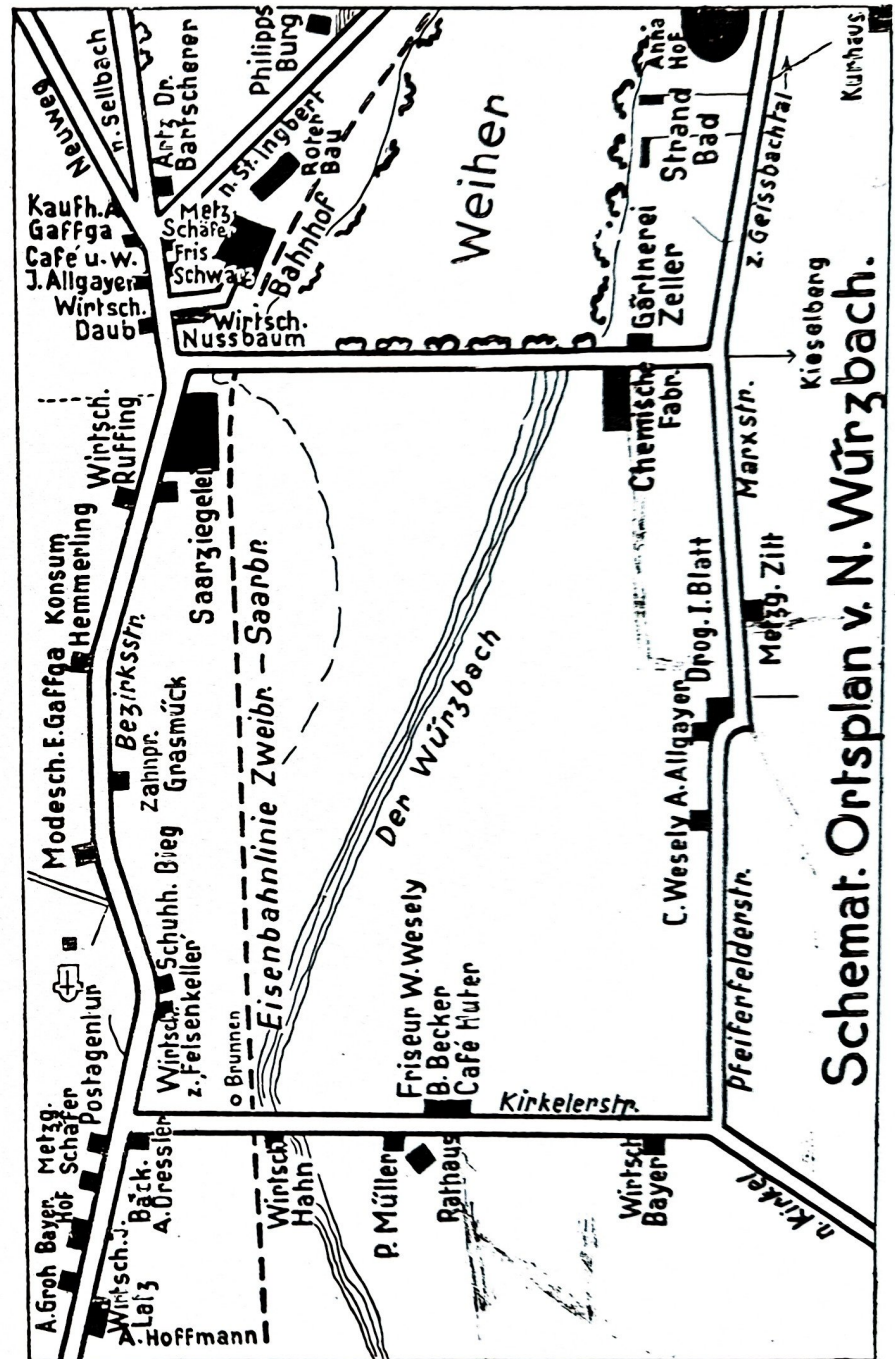 Schemat. Ortsplan v. N. Würzbach.
Neuweg
n. Sellbach
Artz Dr.
Bartscherer
Philipps
Burg
n. St. Ingbert
Roter
Bau
Kaufh. A.
Gaffga
Café u. W.
J. Allgayer
Wirtsch.
Daub
Metz.
Schäfer
Fris.
Schwarz
Bahnhof
Wirtsch.
Nussbaum
Weiher
Anna
Hof
Strand
Bad
Gärtnerei
Zeller
z. Geissbachtal
Kurhaus
Kieselberg
Wirtsch.
Ruffing
Konsum
Hemmerling
Modesch. E. Gaffga
Bezirksstr.
Zahnpr.
Grasmück
Saarziegelei
Eisenbahnlinie Zweibr. – Saarbr.
Der Würzbach
Chemische
Fabr.
Marxstr.
Metzg. Zitt
Drog. I. Blatt
A. Allgayer
C. Wesely
Pfeiferfelderstr.
Schuhh. Bieg
Wirtsch.
z. Felsenkeller
Brunnen
Friseur W. Wesely
B. Becker
Café Huter
Kirkelerstr.
Postagentur
Metzg.
Schäfer
Bayer.
Hof
A. Groh
Wirtsch. J.
Latz
A. Hoffmann
Bäck.
A. Dressler
Wirtsch
Hahn
P. Müller
Rathaus
Wirtsch
Bayer
n. Kirkel